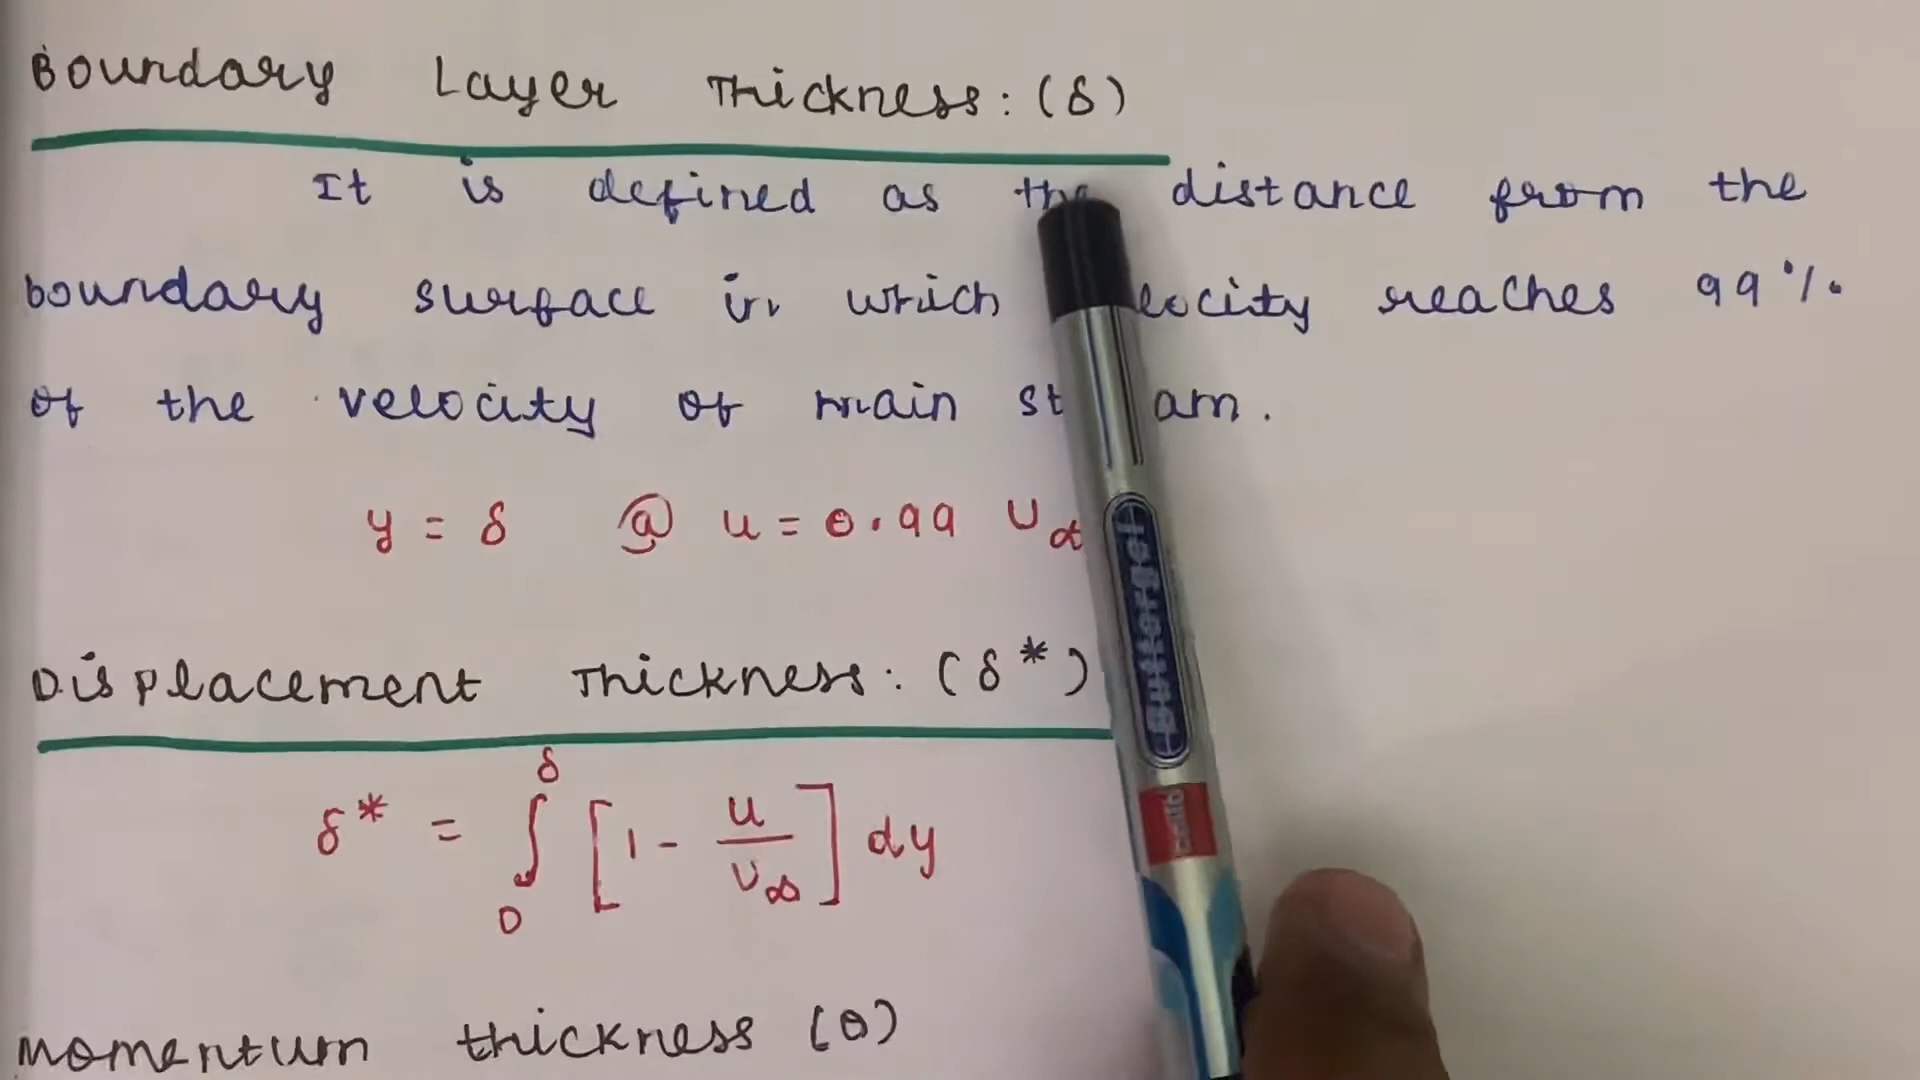 Boundary Layer Thickness: (δ)
It is defined as the distance from the
boundary surface in which locity reaches 99%
of the velocity of main st am.
y = δ @ u = 0.99 U∝
Displacement Thickness: (δ*)
δ* = ∫₀^δ [1 - u/U∞] dy
Momentum thickness (θ)
Butterflow
cello